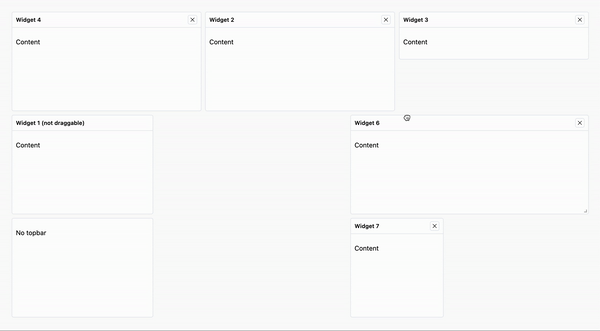 Widget 4
Content
Widget 2
Content
Widget 3
Content
Widget 1 (not draggable)
Content
Widget 6
Content
No topbar
Widget 7
Content